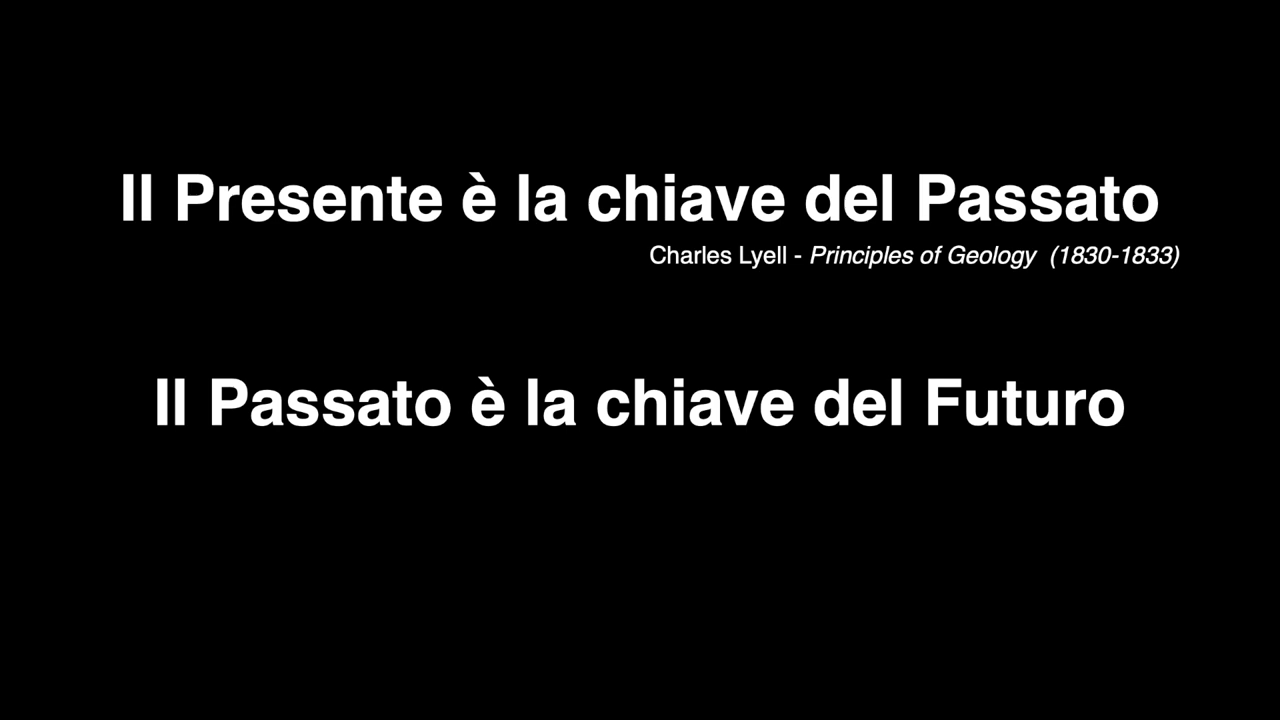 Il Presente è la chiave del Passato
Charles Lyell - Principles of Geology (1830-1833)
Il Passato è la chiave del Futuro